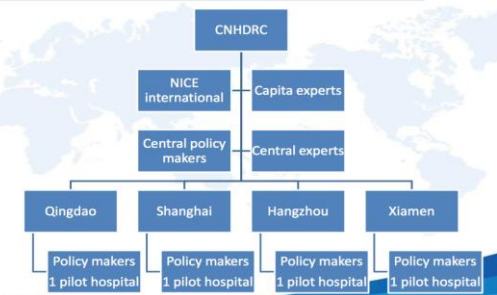 CNHDRC
NICE
international
Capita experts
Central policy
makers
Central experts
Qingdao
Shanghai
Hangzhou
Xiamen
Policy makers
1 pilot hospital
Policy makers
1 pilot hospital
Policy makers
1 pilot hospital
Policy makers
1 pilot hospital